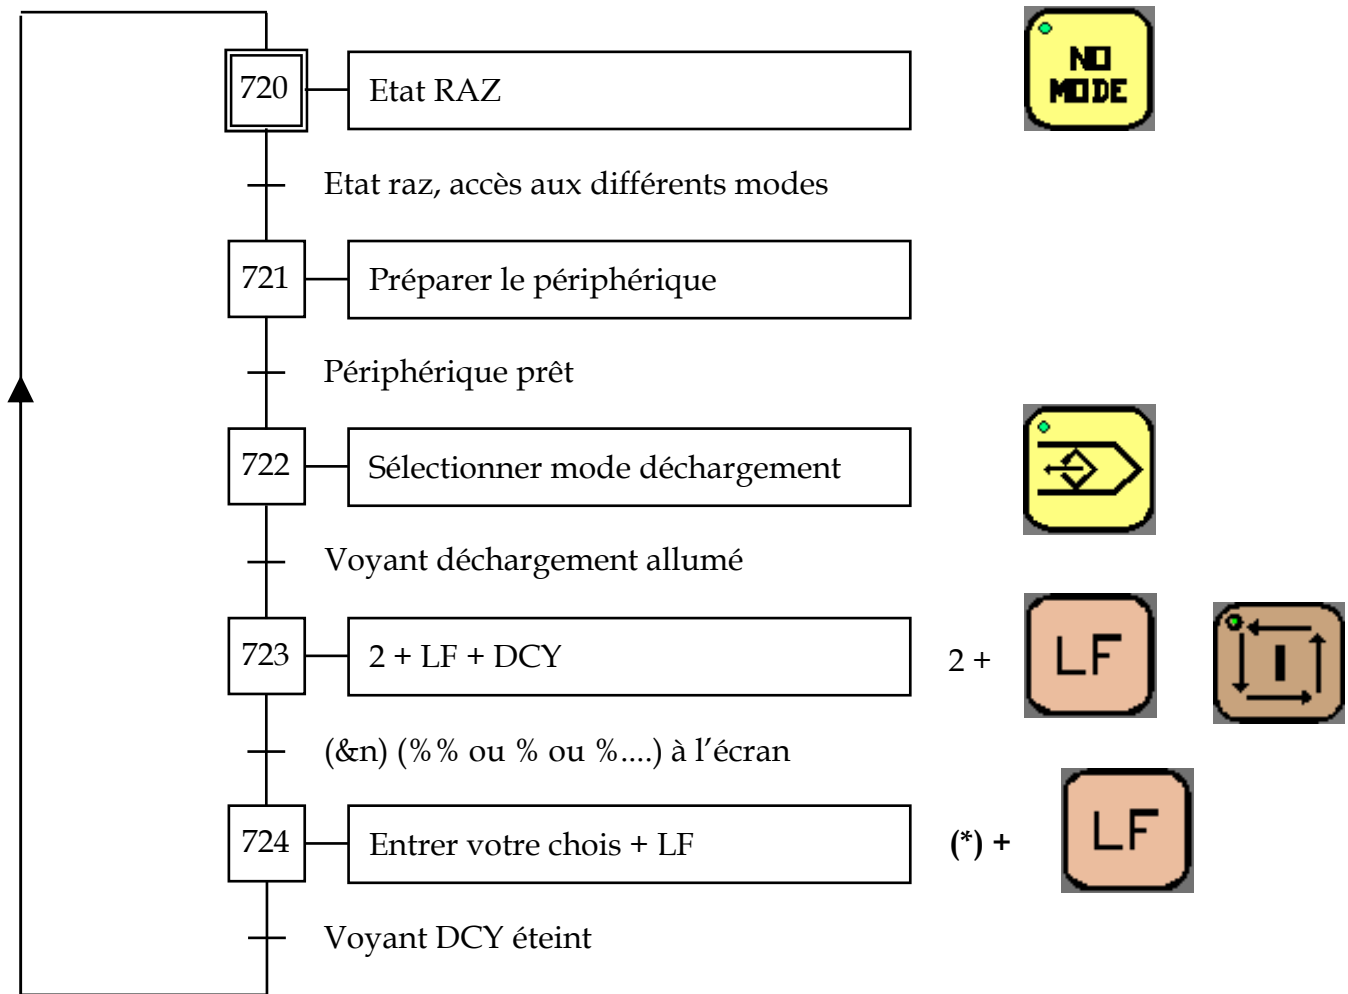 720
Etat RAZ
NO
MODE
Etat raz, accès aux différents modes
721
Préparer le périphérique
Périphérique prêt
722
Sélectionner mode déchargement
Voyant déchargement allumé
723
2 + LF + DCY
2 +
LF
I
(&n) (%% ou % ou %....) à l’écran
724
Entrer votre chois + LF
(*) +
LF
Voyant DCY éteint